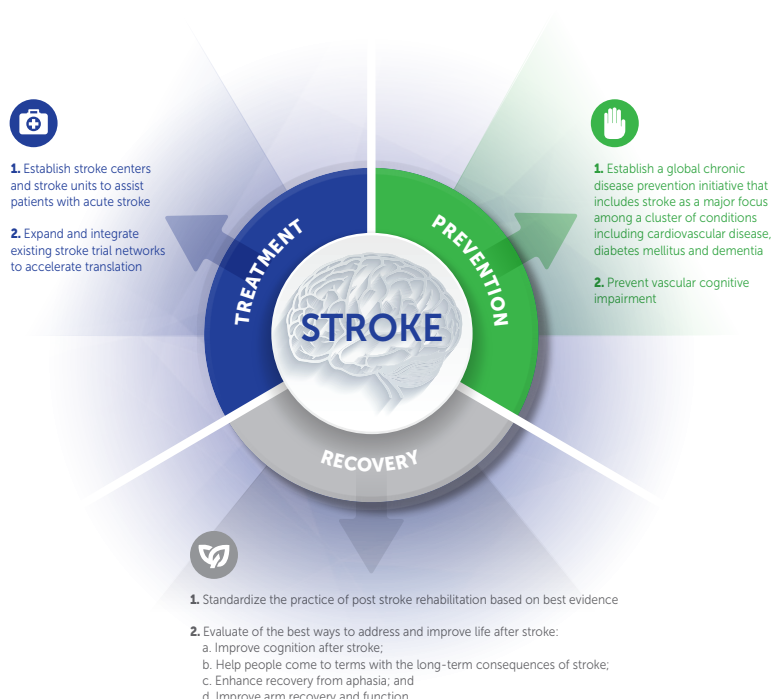 TREATMENT
PREVENTION
STROKE
RECOVERY
1. Establish stroke centers
and stroke units to assist
patients with acute stroke
2. Expand and integrate
existing stroke trial networks
to accelerate translation
1. Establish a global chronic
disease prevention initiative that
includes stroke as a major focus
among a cluster of conditions
including cardiovascular disease,
diabetes mellitus and dementia
2. Prevent vascular cognitive
impairment
1. Standardize the practice of post stroke rehabilitation based on best evidence
2. Evaluate of the best ways to address and improve life after stroke:
a. Improve cognition after stroke;
b. Help people come to terms with the long-term consequences of stroke;
c. Enhance recovery from aphasia; and
d. Improve arm recovery and function